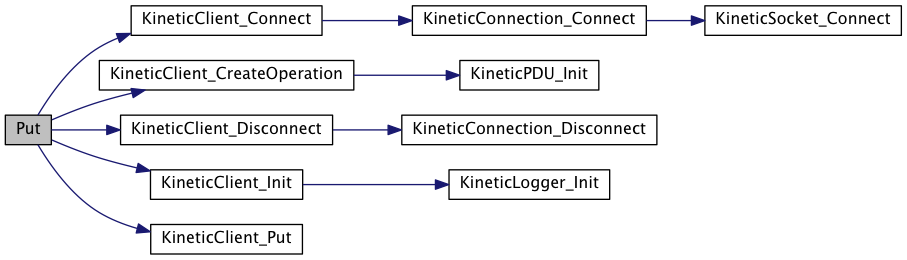 Put
KineticClient_Connect
KineticConnection_Connect
KineticSocket_Connect
KineticClient_CreateOperation
KineticPDU_Init
KineticClient_Disconnect
KineticConnection_Disconnect
KineticClient_Init
KineticLogger_Init
KineticClient_Put